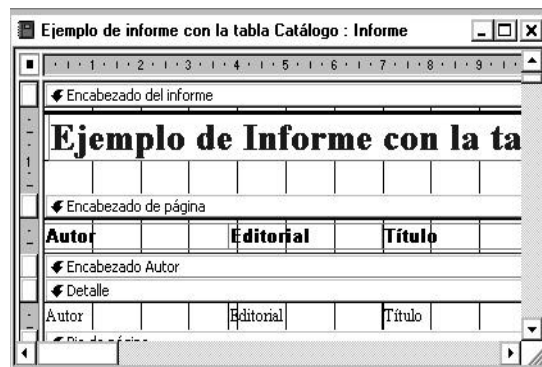 Ejemplo de informe con la tabla Catálogo : Informe
1 2 3 4 5 6 7 8 9
Encabezado del informe
Ejemplo de Informe con la ta
1
Encabezado de página
Autor Editorial Título
Encabezado Autor
Detalle
Autor Editorial Título